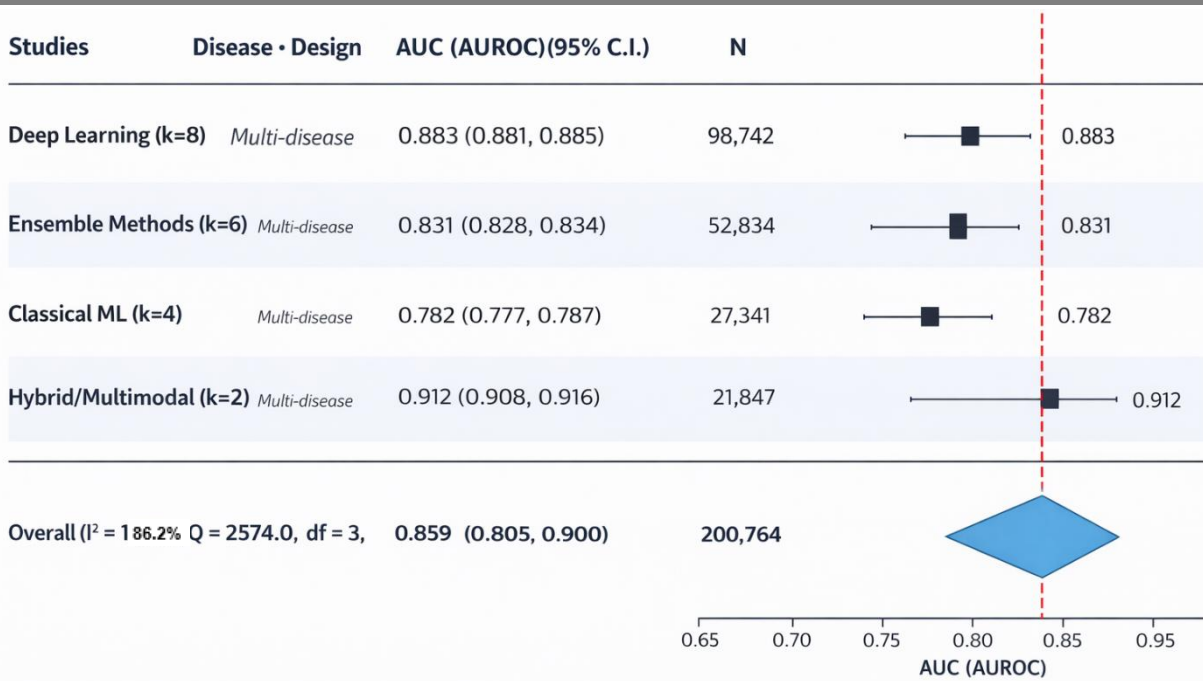 Studies Disease • Design AUC (AUROC)(95% C.I.) N
Deep Learning (k=8) Multi-disease 0.883 (0.881, 0.885) 98,742 0.883
Ensemble Methods (k=6) Multi-disease 0.831 (0.828, 0.834) 52,834 0.831
Classical ML (k=4) Multi-disease 0.782 (0.777, 0.787) 27,341 0.782
Hybrid/Multimodal (k=2) Multi-disease 0.912 (0.908, 0.916) 21,847 0.912
Overall (I² = 186.2% Q = 2574.0, df = 3, 0.859 (0.805, 0.900) 200,764
0.65 0.70 0.75 0.80 0.85 0.95
AUC (AUROC)